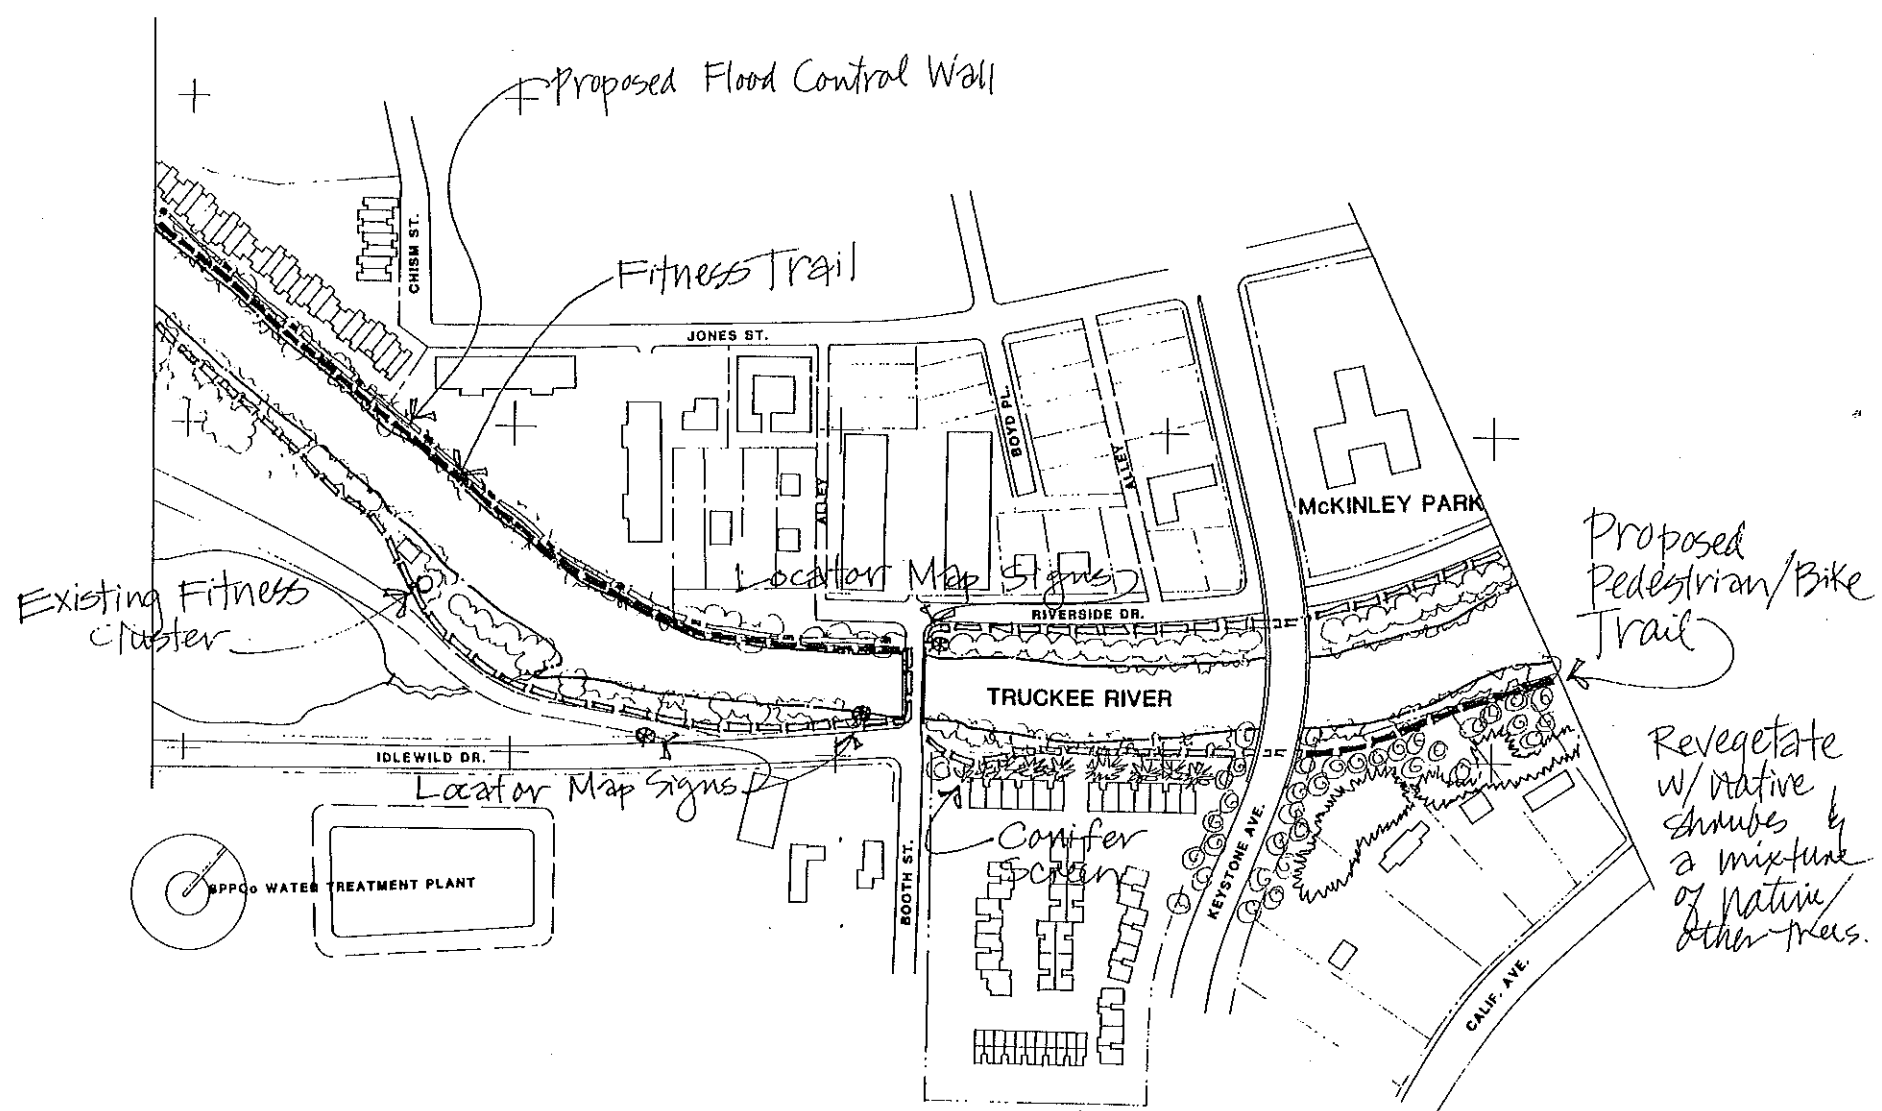 Proposed Flood Control Wall
CHISM ST.
Fitness Trail
JONES ST.
BOYD PL.
ALLEY
ALLEY
McKINLEY PARK
Proposed
Pedestrian/Bike
Trail
Locator Map Signs
RIVERSIDE DR.
Existing Fitness
Cluster
TRUCKEE RIVER
Revegetate
w/ native
shrubs &
a mixture
of native/
other trees.
IDLEWILD DR.
Locator Map Signs
Conifer
Screen
KEYSTONE AVE.
BOOTH ST.
SPPCo WATER TREATMENT PLANT
CALIF. AVE.